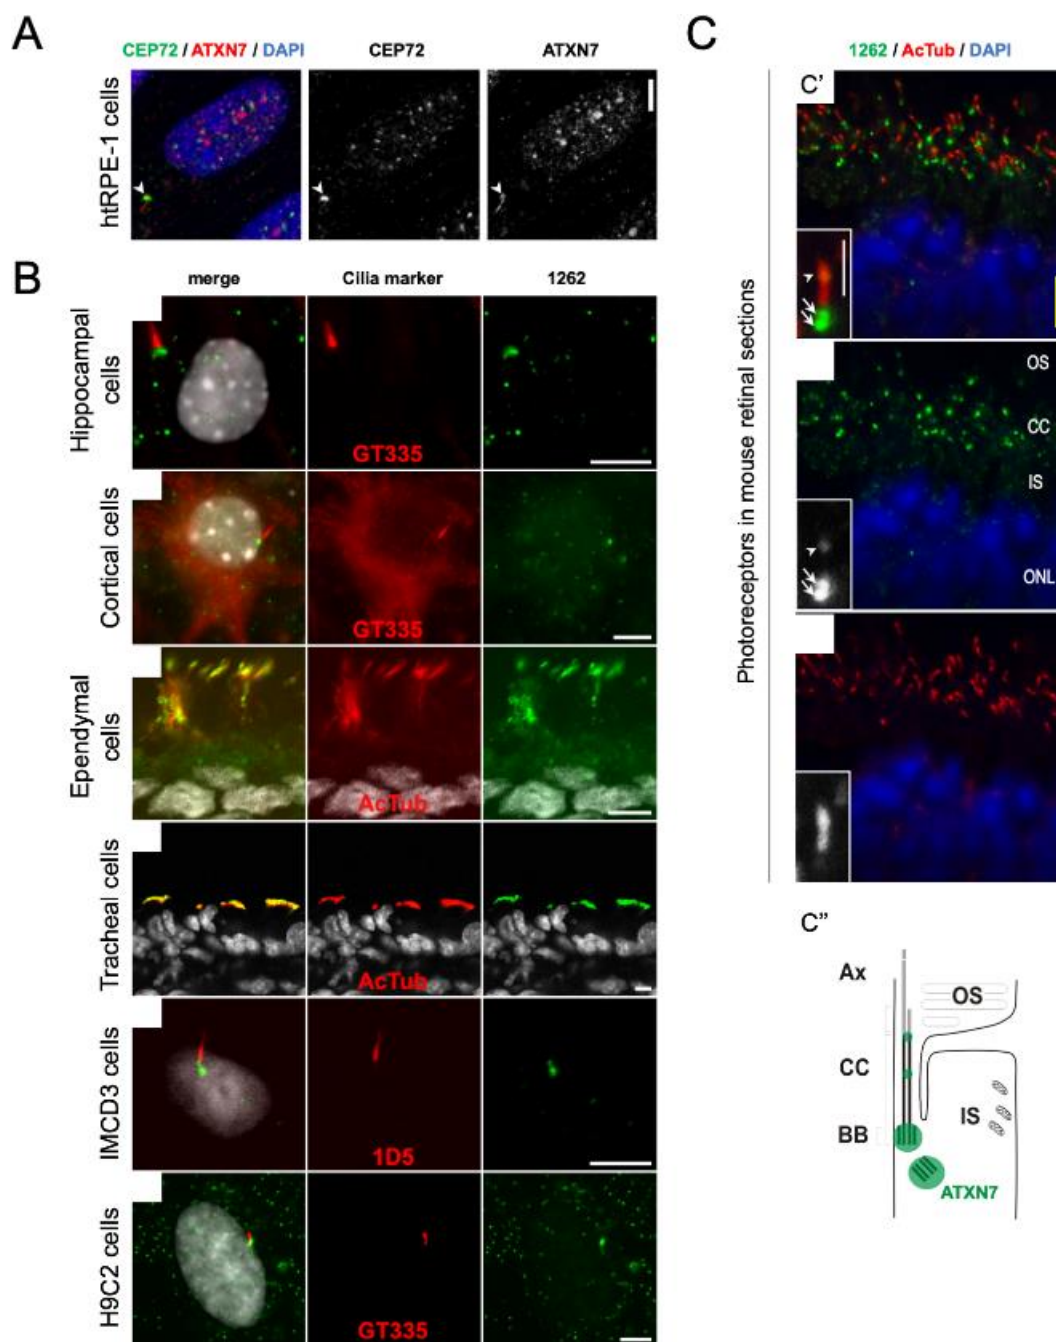 A
CEP72 / ATXN7 / DAPI
CEP72
ATXN7
htRPE-1 cells
B
merge
Cilia marker
1262
Hippocampal cells
GT335
Cortical cells
GT335
Ependymal cells
AcTub
Tracheal cells
AcTub
IMCD3 cells
1D5
H9C2 cells
GT335
C
1262 / AcTub / DAPI
Photoreceptors in mouse retinal sections
C'
OS
CC
IS
ONL
C"
Ax
OS
CC
IS
BB
ATXN7